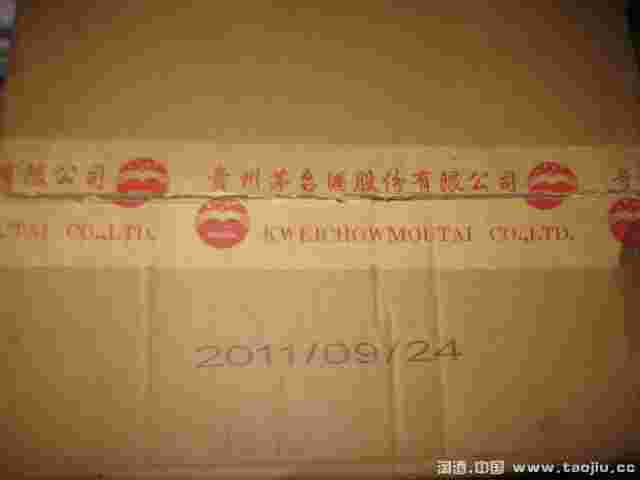 有限公司 贵州茅台酒股份有限公司 贵
TAI CO.,LTD. KWEICHOWMOUTAI CO.,LTD.
2011/09/24
淘酒.中国 www.taojiu.cc